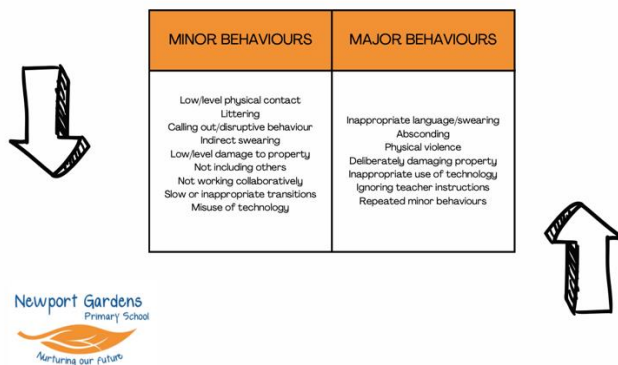 MINOR BEHAVIOURS
MAJOR BEHAVIOURS
Low/level physical contact
Littering
Calling out/disruptive behaviour
Indirect swearing
Low/level damage to property
Not including others
Not working collaboratively
Slow or inappropriate transitions
Misuse of technology
Inappropriate language/swearing
Absconding
Physical violence
Deliberately damaging property
Inappropriate use of technology
Ignoring teacher instructions
Repeated minor behaviours
Newport Gardens
Primary School
Nurturing our future